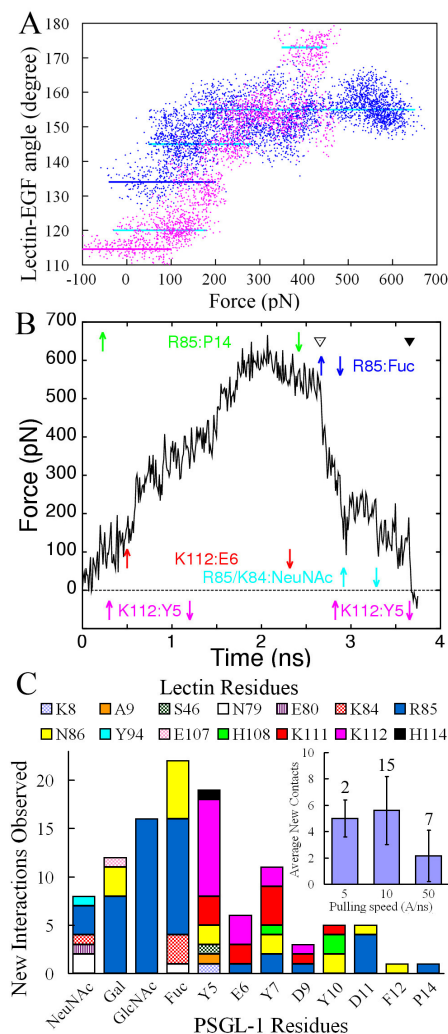 A
180
170
160
150
140
130
120
110
Lectin-EGF angle (degree)
-100 0 100 200 300 400 500 600 700
Force (pN)
B
700
600
500
400
300
200
100
0
Force (pN)
R85:P14
R85:Fuc
K112:E6
R85/K84:NeuNAc
K112:Y5
K112:Y5
0 1 2 3 4
Time (ns)
C
Lectin Residues
K8 A9 S46 N79 E80 K84 R85
N86 Y94 E107 H108 K111 K112 H114
New Interactions Observed
20
15
10
5
0
NeuNAc Gal GlcNAc Fuc Y5 E6 Y7 D9 Y10 D11 F12 P14
PSGL-1 Residues
Average New Contacts
10
8
6
4
2
0
2 15 7
5 10 50
Pulling speed (A/ns)